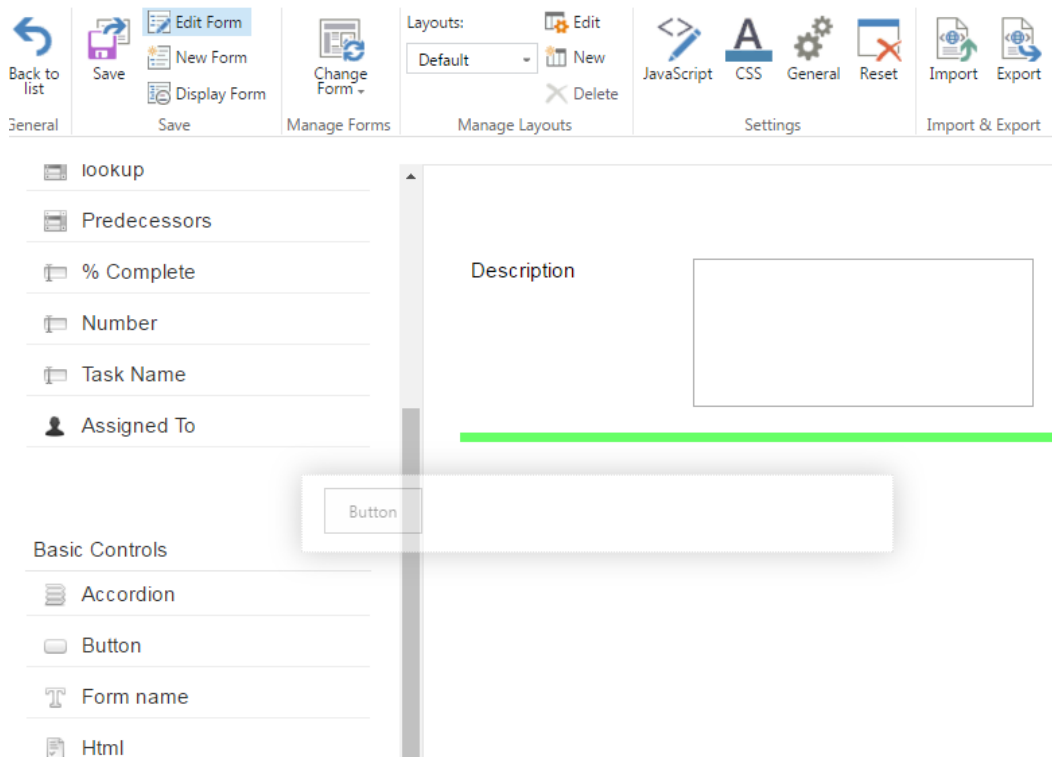 Back to
list
General
Save
Edit Form
New Form
Display Form
Save
Change
Form
Manage Forms
Layouts:
Default
Edit
New
Delete
Manage Layouts
JavaScript
CSS
General
Reset
Settings
Import
Export
Import & Export
lookup
Predecessors
% Complete
Number
Task Name
Assigned To
Description
Button
Basic Controls
Accordion
Button
Form name
Html